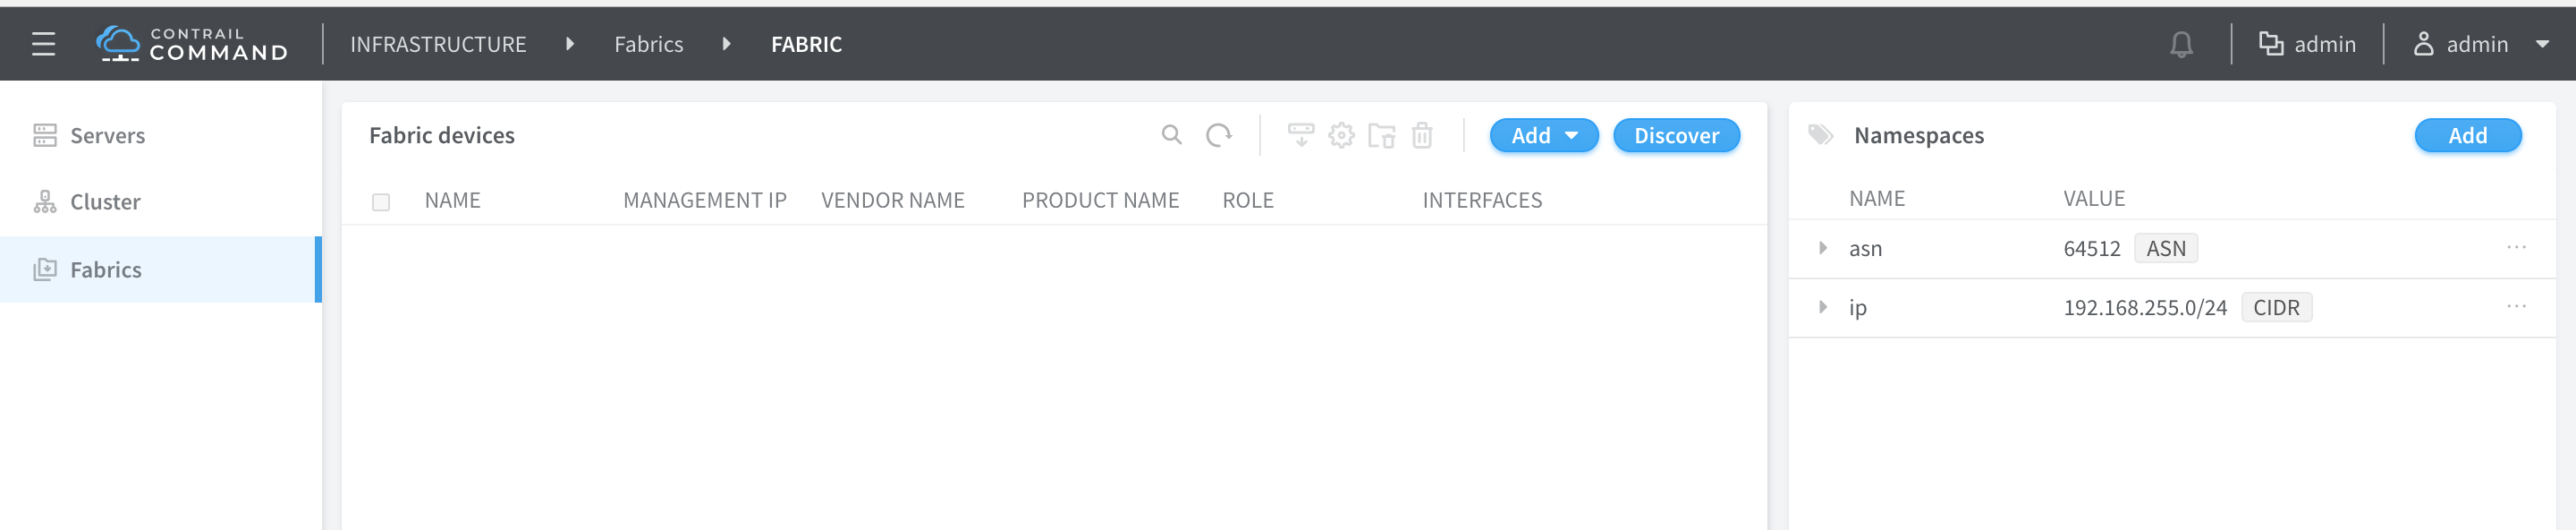 CONTRAIL
COMMAND
INFRASTRUCTURE Fabrics FABRIC admin admin
Servers
Cluster
Fabrics
Fabric devices Add Discover
NAME MANAGEMENT IP VENDOR NAME PRODUCT NAME ROLE INTERFACES
Namespaces Add
NAME VALUE
asn 64512 ASN ...
ip 192.168.255.0/24 CIDR ...